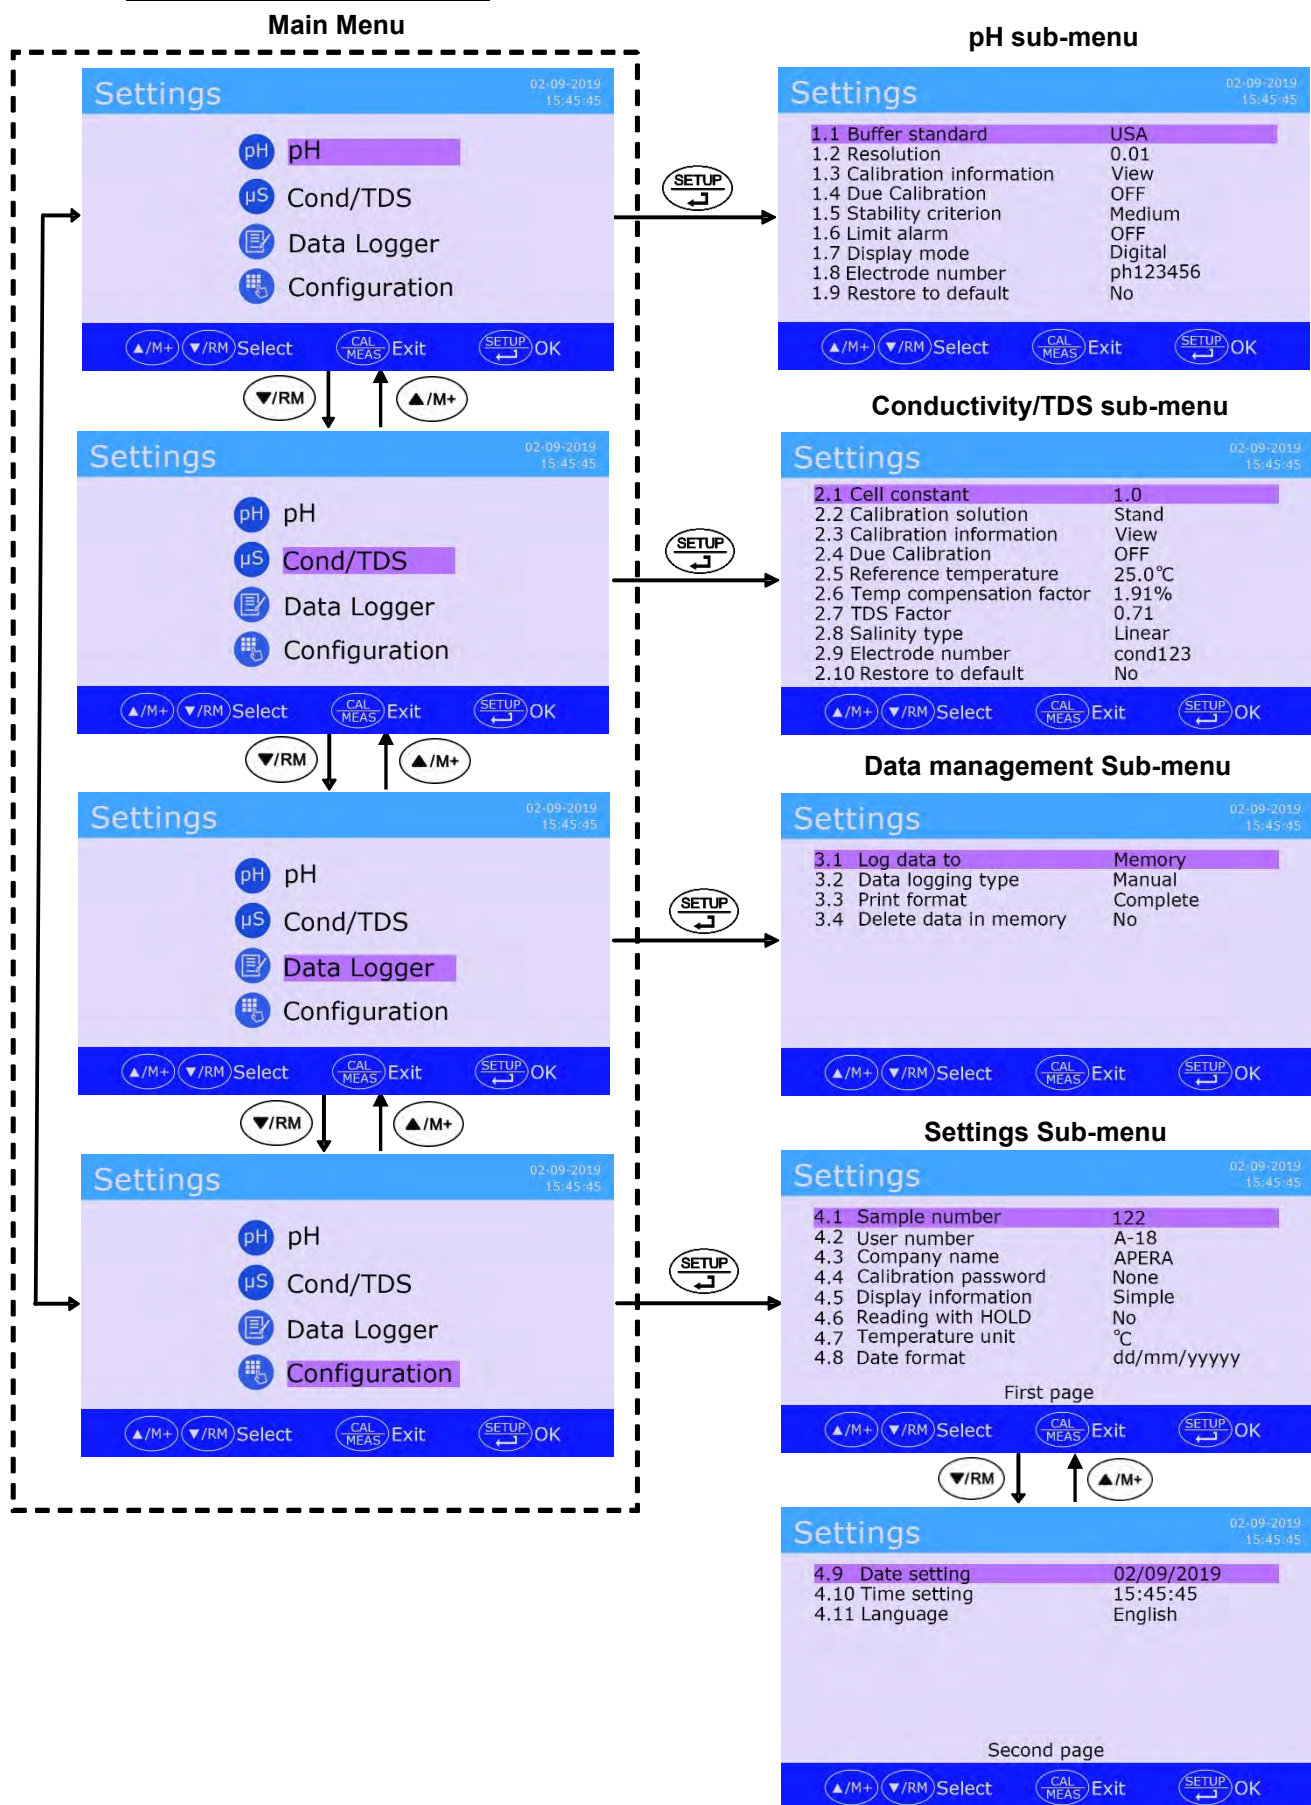 Main Menu
Settings
02-09-2019
15:45:45
pH pH
µS Cond/TDS
Data Logger
Configuration
▲/M+ ▼/RM Select CAL MEAS Exit SETUP OK
SETUP
pH sub-menu
Settings
02-09-2019
15:45:45
1.1 Buffer standard USA
1.2 Resolution 0.01
1.3 Calibration information View
1.4 Due Calibration OFF
1.5 Stability criterion Medium
1.6 Limit alarm OFF
1.7 Display mode Digital
1.8 Electrode number ph123456
1.9 Restore to default No
▲/M+ ▼/RM Select CAL MEAS Exit SETUP OK
▼/RM ▲/M+
Settings
02-09-2019
15:45:45
pH pH
µS Cond/TDS
Data Logger
Configuration
▲/M+ ▼/RM Select CAL MEAS Exit SETUP OK
SETUP
Conductivity/TDS sub-menu
Settings
02-09-2019
15:45:45
2.1 Cell constant 1.0
2.2 Calibration solution Stand
2.3 Calibration information View
2.4 Due Calibration OFF
2.5 Reference temperature 25.0℃
2.6 Temp compensation factor 1.91%
2.7 TDS Factor 0.71
2.8 Salinity type Linear
2.9 Electrode number cond123
2.10 Restore to default No
▲/M+ ▼/RM Select CAL MEAS Exit SETUP OK
▼/RM ▲/M+
Settings
02-09-2019
15:45:45
pH pH
µS Cond/TDS
Data Logger
Configuration
▲/M+ ▼/RM Select CAL MEAS Exit SETUP OK
SETUP
Data management Sub-menu
Settings
02-09-2019
15:45:45
3.1 Log data to Memory
3.2 Data logging type Manual
3.3 Print format Complete
3.4 Delete data in memory No
▲/M+ ▼/RM Select CAL MEAS Exit SETUP OK
▼/RM ▲/M+
Settings
02-09-2019
15:45:45
pH pH
µS Cond/TDS
Data Logger
Configuration
▲/M+ ▼/RM Select CAL MEAS Exit SETUP OK
SETUP
Settings Sub-menu
Settings
02-09-2019
15:45:45
4.1 Sample number 122
4.2 User number A-18
4.3 Company name APERA
4.4 Calibration password None
4.5 Display information Simple
4.6 Reading with HOLD No
4.7 Temperature unit ℃
4.8 Date format dd/mm/yyyyy
First page
▲/M+ ▼/RM Select CAL MEAS Exit SETUP OK
▼/RM ▲/M+
Settings
02-09-2019
15:45:45
4.9 Date setting 02/09/2019
4.10 Time setting 15:45:45
4.11 Language English
Second page
▲/M+ ▼/RM Select CAL MEAS Exit SETUP OK